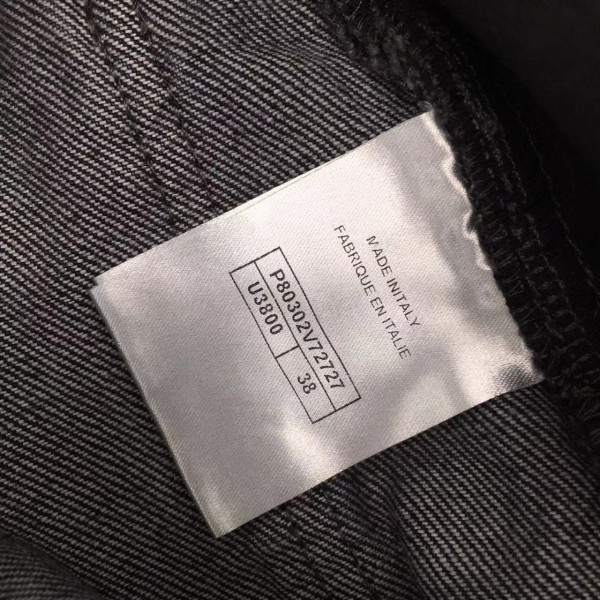 MADE IN ITALY
FABRIQUE EN ITALIE
P80302V72727
U3800 38